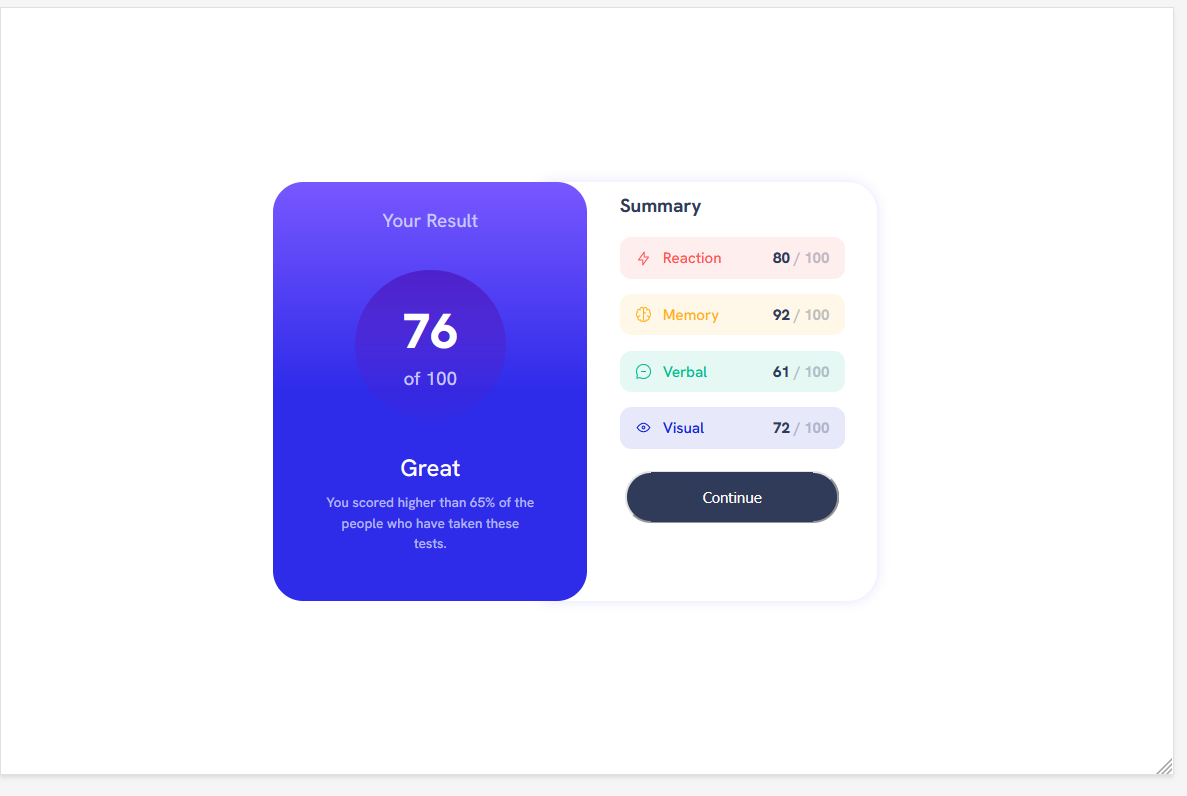 Your Result
76
of 100
Great
You scored higher than 65% of the
people who have taken these
tests.
Summary
Reaction 80 / 100
Memory 92 / 100
Verbal 61 / 100
Visual 72 / 100
Continue